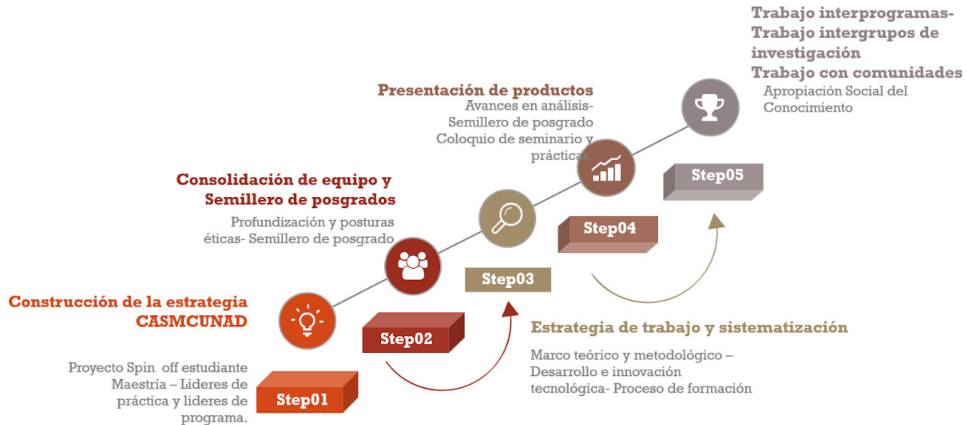 Construcción de la estrategia
CASMCUNAD
Proyecto Spin off estudiante
Maestría – Lideres de
práctica y lideres de
programa.
Step01
Consolidación de equipo y
Semillero de posgrados
Profundización y posturas
éticas- Semillero de posgrado
Step02
Step03
Estrategia de trabajo y sistematización
Marco teórico y metodológico –
Desarrollo e innovación
tecnológica- Proceso de formación
Presentación de productos
Avances en análisis-
Semillero de posgrado
Coloquio de seminario y
prácticas
Step04
Trabajo interprogramas-
Trabajo intergrupos de
investigación
Trabajo con comunidades
Apropiación Social del
Conocimiento
Step05